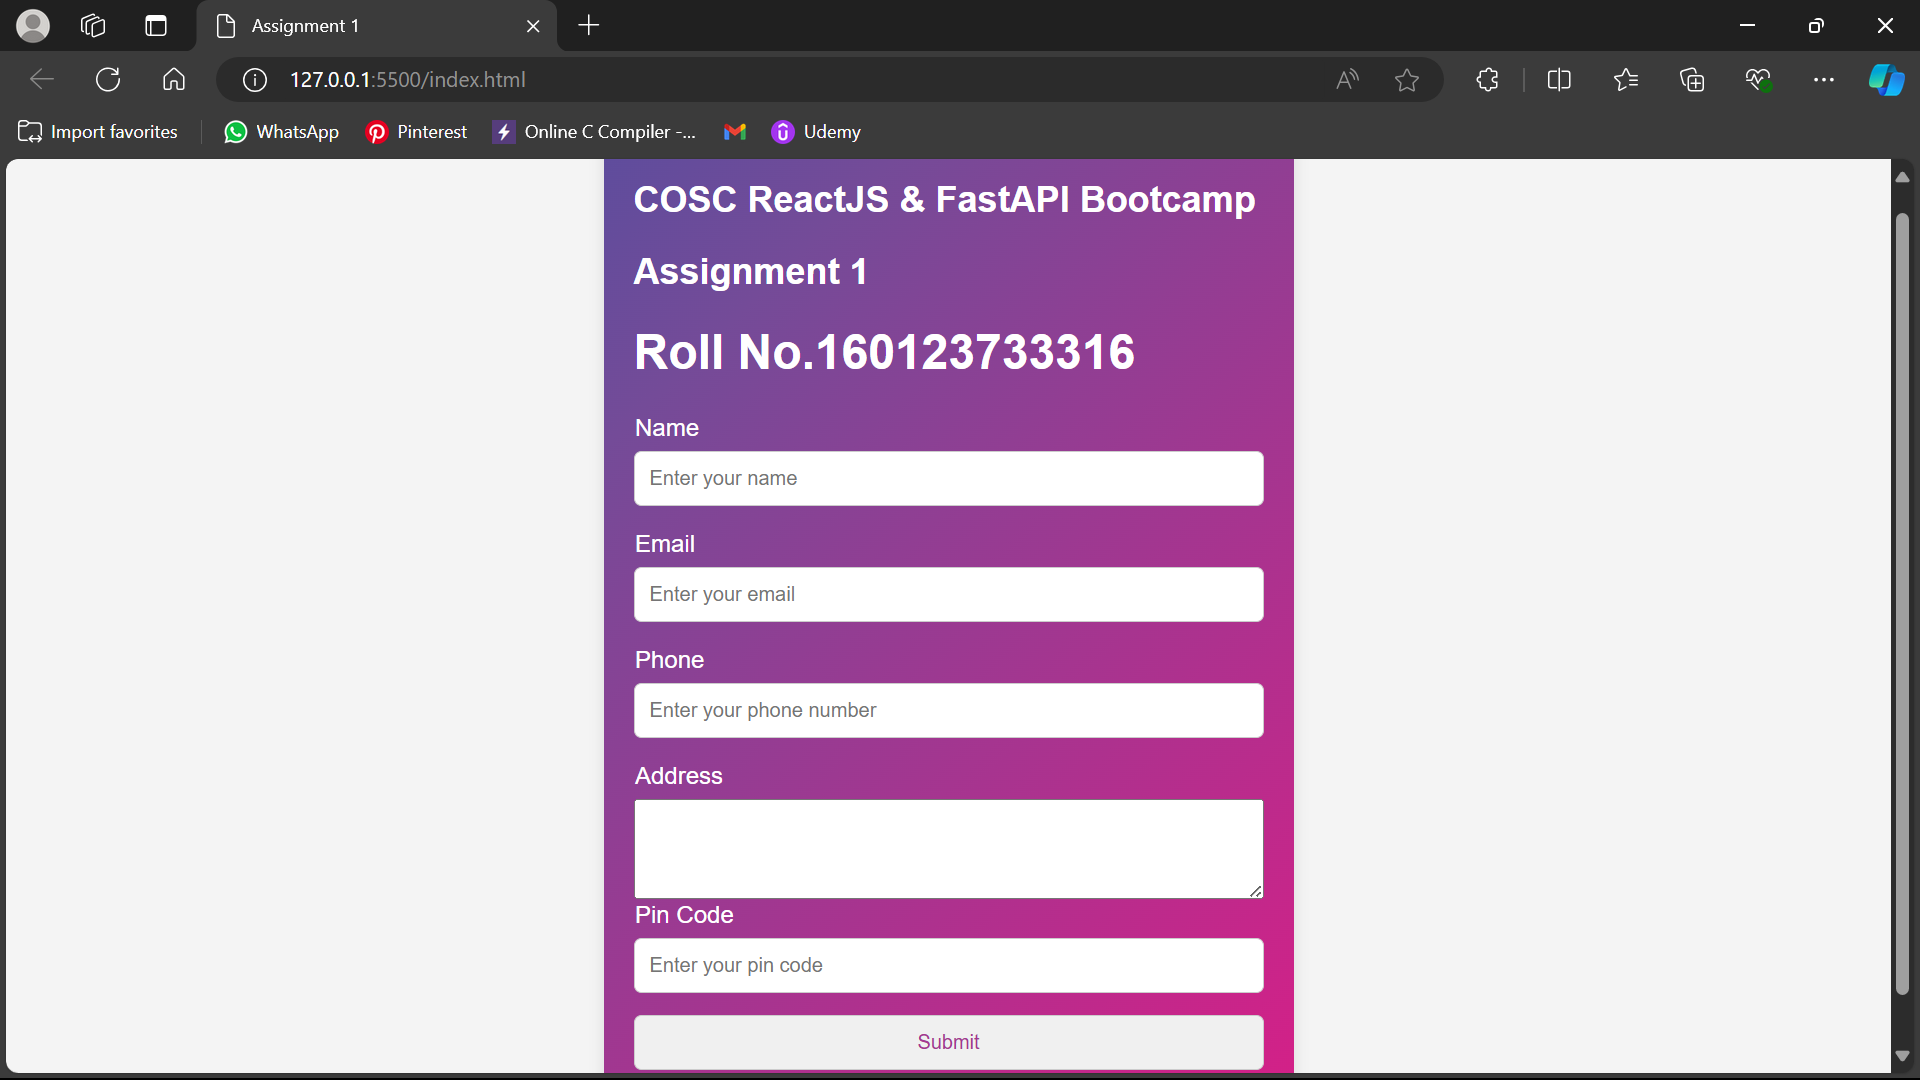 Assignment 1
127.0.0.1:5500/index.html
Import favorites
WhatsApp
Pinterest
Online C Compiler -...
Udemy
COSC ReactJS & FastAPI Bootcamp
Assignment 1
Roll No.160123733316
Name
Enter your name
Email
Enter your email
Phone
Enter your phone number
Address
Pin Code
Enter your pin code
Submit